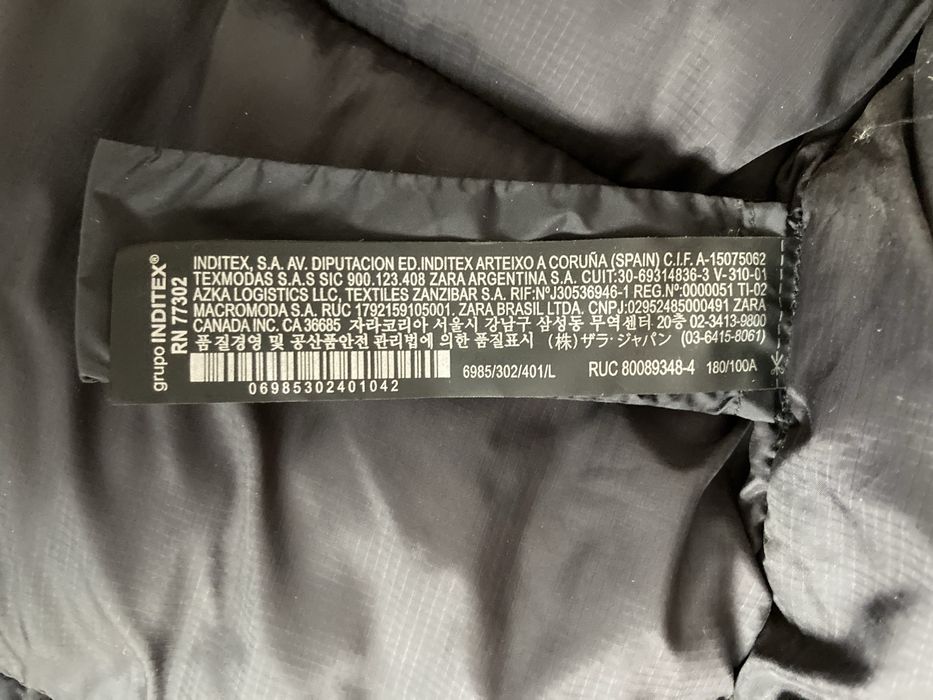 grupo INDITEX®
RN 77302
INDITEX, S.A. AV. DIPUTACION ED.INDITEX ARTEIXO A CORUÑA (SPAIN) C.I.F. A-15075062
TEXMODAS S.A.S SIC 900.123.408 ZARA ARGENTINA S.A. CUIT:30-69314836-3 V-310-01
AZKA LOGISTICS LLC, TEXTILES ZANZIBAR S.A. RIF:NºJ30536946-1 REG.Nº:0000051 TI-02
MACROMODA S.A. RUC 1792159105001. ZARA BRASIL LTDA. CNPJ:02852485000491 ZARA
CANADA INC. CA 36685 자라코리아 서울시 강남구 삼성동 무역센터 20층 02-3413-9800
품질경영 및 공산품안전 관리법에 의한 품질표시 (株) ザラ・ジャパン (03-6415-8061)
06985302401042
6985/302/401/L
RUC 80089348-4 180/100A